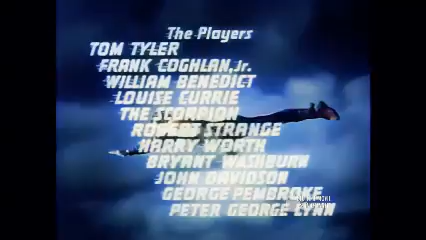 The Players
TOM TYLER
FRANK COGHLAN, Jr.
WILLIAM BENEDICT
LOUISE CURRIE
THE SCORPION
ROBERT STRANGE
HARRY WORTH
BRYANT WASHBURN
JOHN DAVIDSON
GEORGE PEMBROKE
PETER GEORGE LYNN